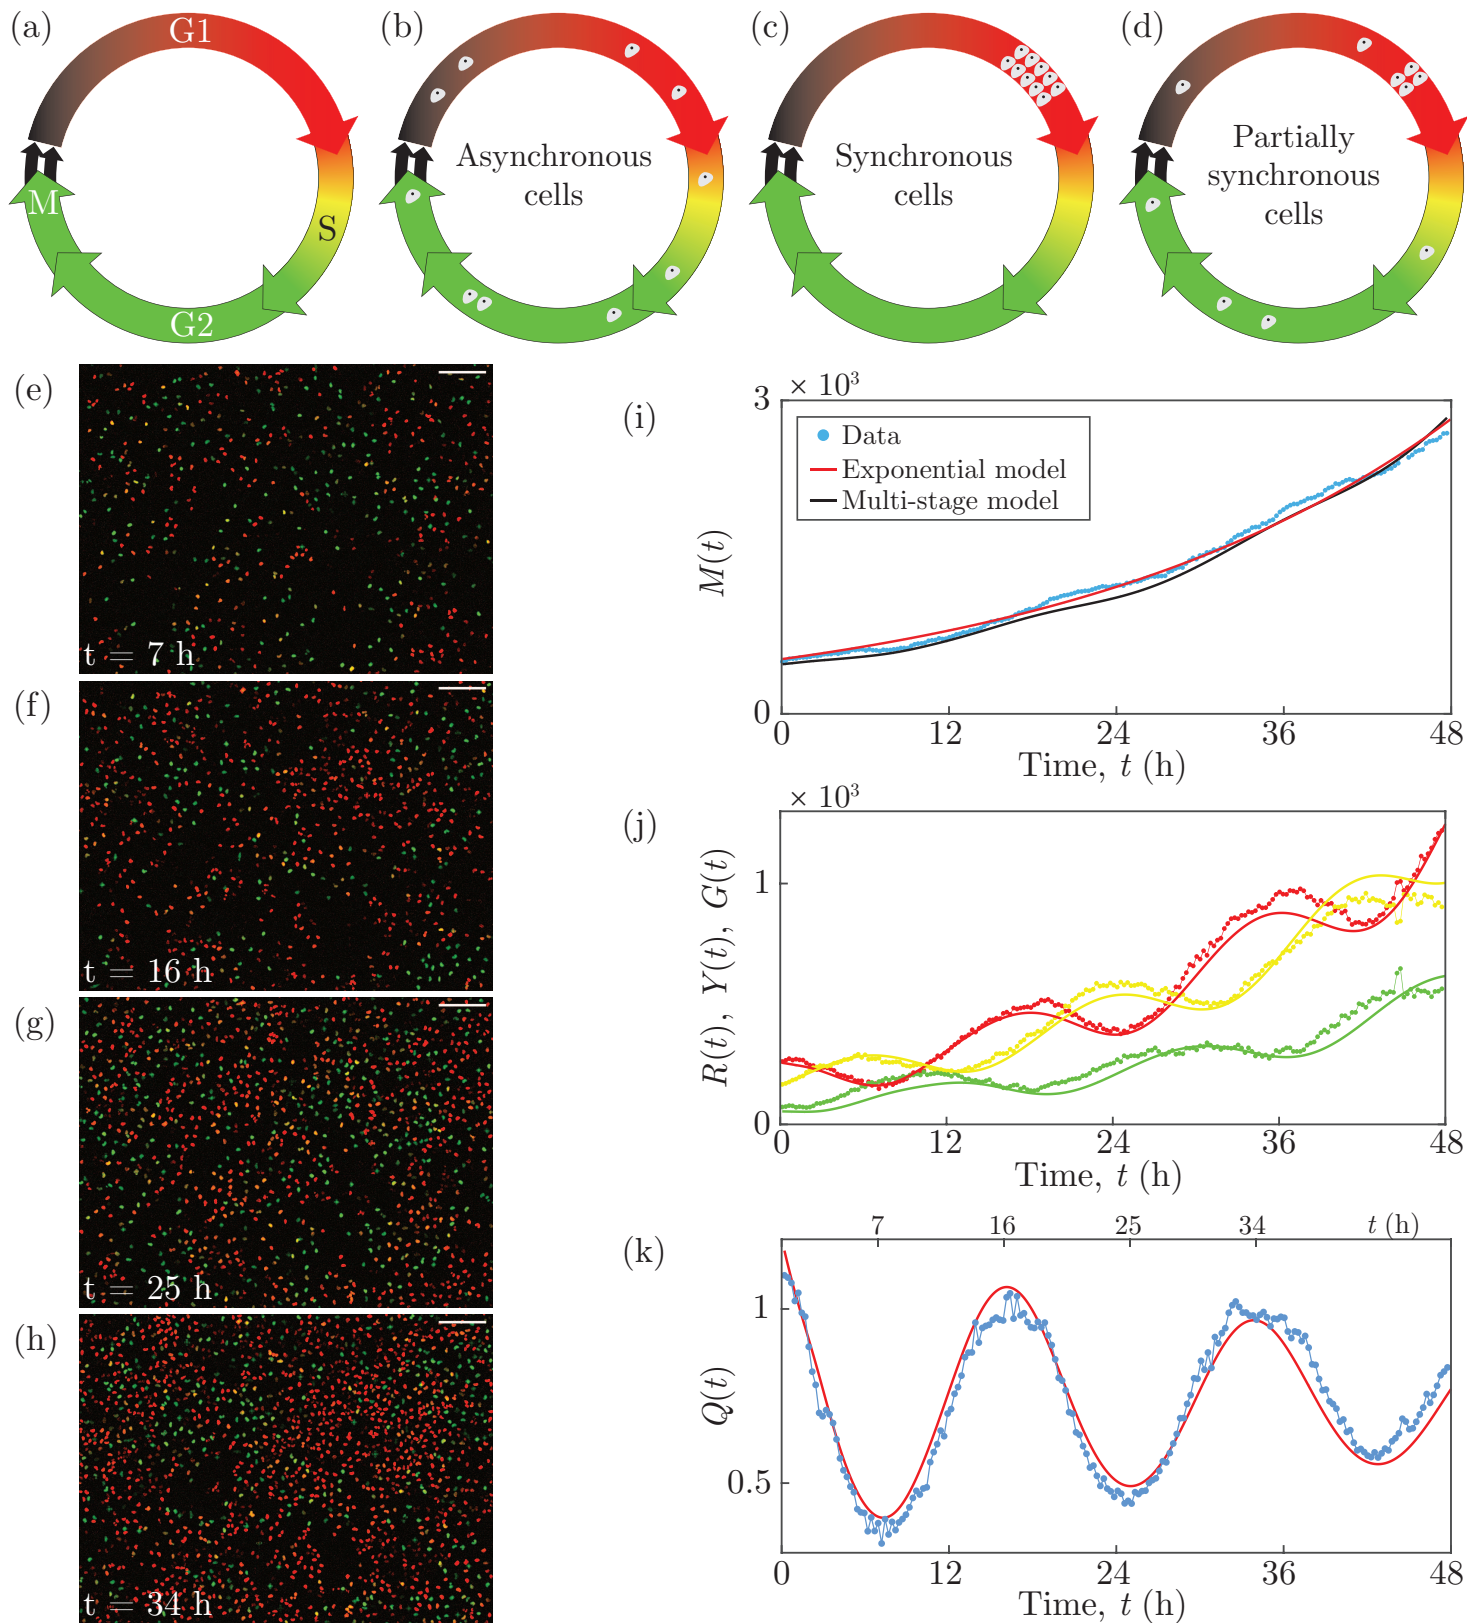 (a)
G1
M
S
G2
(b)
Asynchronous
cells
(c)
Synchronous
cells
(d)
Partially
synchronous
cells
(e)
t = 7 h
(f)
t = 16 h
(g)
t = 25 h
(h)
t = 34 h
(i)
× 10³
3
0
M(t)
Data
Exponential model
Multi-stage model
0 12 24 36 48
Time, t (h)
(j)
× 10³
1
0
R(t), Y(t), G(t)
0 12 24 36 48
Time, t (h)
(k)
7 16 25 34 t (h)
1
0.5
Q(t)
0 12 24 36 48
Time, t (h)